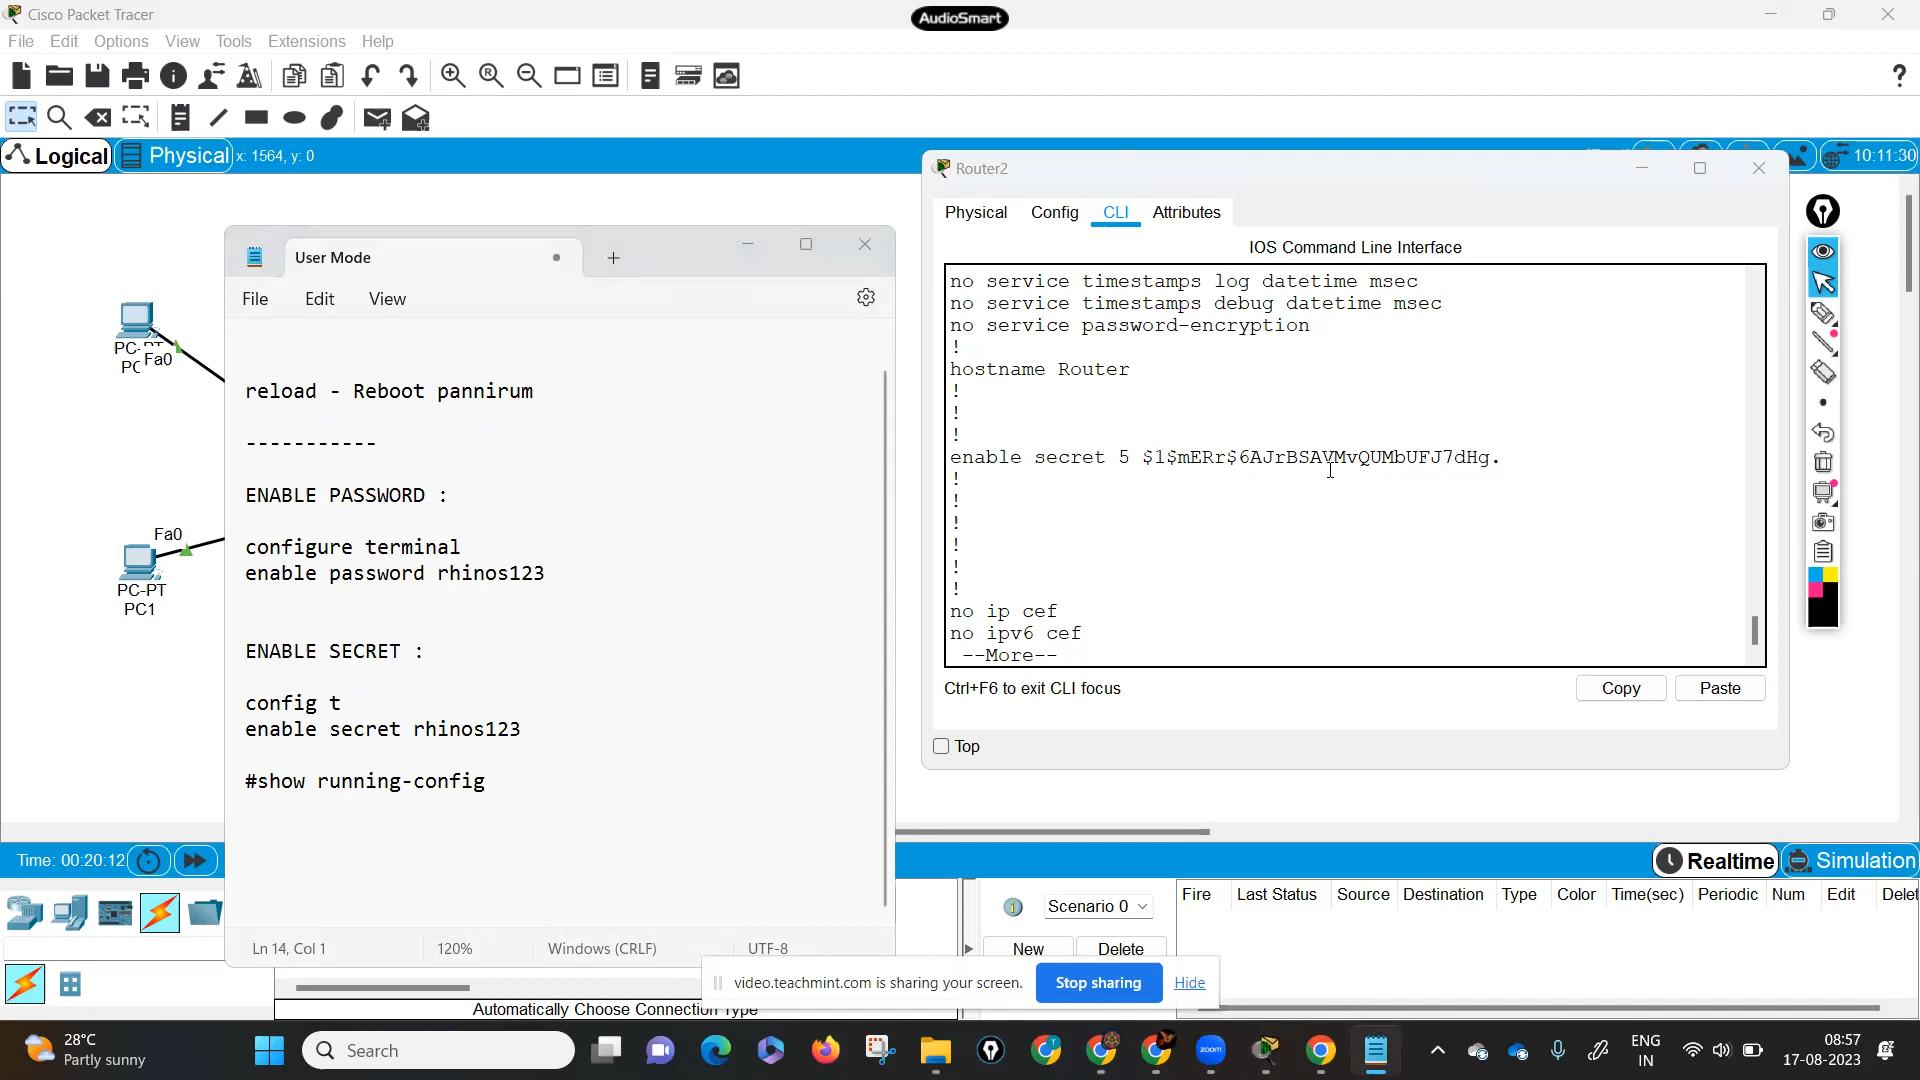 Cisco Packet Tracer
AudioSmart
File Edit Options View Tools Extensions Help
Logical
Physical
x: 1564, y: 0
10:11:30
Router2
Physical Config CLI Attributes
IOS Command Line Interface
no service timestamps log datetime msec
no service timestamps debug datetime msec
no service password-encryption
!
hostname Router
!
!
!
enable secret 5 $1$mERr$6AJrBSAVMvQUMbUFJ7dHg.
!
!
!
!
!
!
no ip cef
no ipv6 cef
--More--
Ctrl+F6 to exit CLI focus
Copy
Paste
Top
User Mode
File Edit View
reload - Reboot pannirum
-----------
ENABLE PASSWORD :
configure terminal
enable password rhinos123
ENABLE SECRET :
config t
enable secret rhinos123
#show running-config
Ln 14, Col 1
120%
Windows (CRLF)
UTF-8
Fa0
Fa0
PC-PT
PC1
Time: 00:20:12
Realtime
Simulation
Scenario 0
New
Delete
Fire Last Status Source Destination Type Color Time(sec) Periodic Num Edit Delet
video.teachmint.com is sharing your screen.
Stop sharing
Hide
Automatically Choose Connection Type
28°C
Partly sunny
Search
zoom
ENG
IN
08:57
17-08-2023